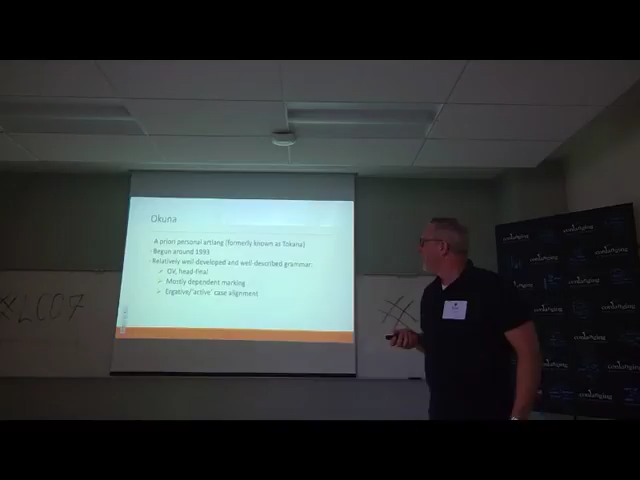 Okuna
A priori personal artlang (formerly known as Tokana)
Begun around 1993
Relatively well-developed and well-described grammar:
OV, head-final
Mostly dependent marking
Ergative/'active' case alignment
#LCC7
conlanging